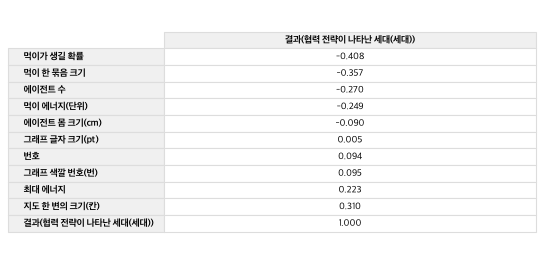 결과(협력 전략이 나타난 세대(세대))
먹이가 생길 확률 -0.408
먹이 한 묶음 크기 -0.357
에이전트 수 -0.270
먹이 에너지(단위) -0.249
에이전트 몸 크기(cm) -0.090
그래프 글자 크기(pt) 0.005
번호 0.094
그래프 색깔 번호(번) 0.095
최대 에너지 0.223
지도 한 변의 크기(칸) 0.310
결과(협력 전략이 나타난 세대(세대)) 1.000